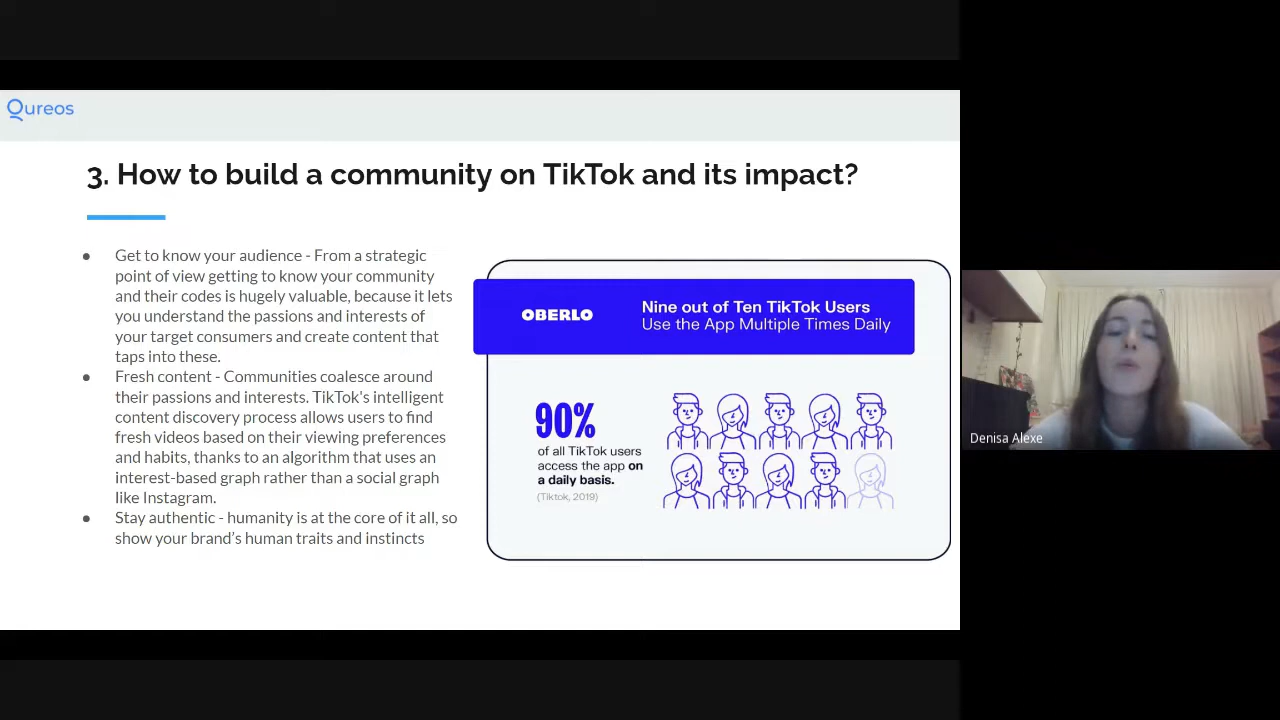 Qureos
3. How to build a community on TikTok and its impact?
● Get to know your audience - From a strategic
point of view getting to know your community
and their codes is hugely valuable, because it lets
you understand the passions and interests of
your target consumers and create content that
taps into these.
● Fresh content - Communities coalesce around
their passions and interests. TikTok's intelligent
content discovery process allows users to find
fresh videos based on their viewing preferences
and habits, thanks to an algorithm that uses an
interest-based graph rather than a social graph
like Instagram.
● Stay authentic - humanity is at the core of it all, so
show your brand’s human traits and instincts
OBERLO
Nine out of Ten TikTok Users
Use the App Multiple Times Daily
90%
of all TikTok users
access the app on
a daily basis.
(Tiktok, 2019)
Denisa Alexe